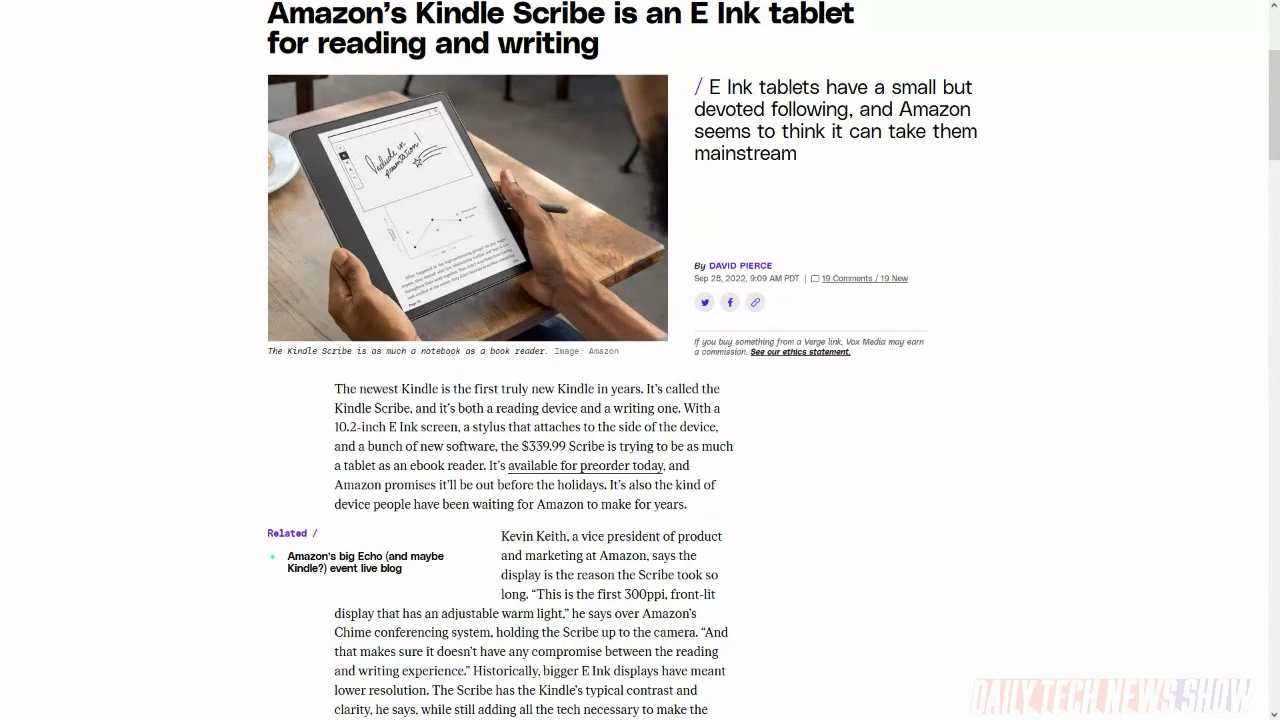 Amazon’s Kindle Scribe is an E Ink tablet
for reading and writing
/ E Ink tablets have a small but
devoted following, and Amazon
seems to think it can take them
mainstream
By DAVID PIERCE
Sep 28, 2022, 9:09 AM PDT | 19 Comments / 19 New
If you buy something from a Verge link, Vox Media may earn
a commission. See our ethics statement.
Include in
presentation!
The Kindle Scribe is as much a notebook as a book reader. Image: Amazon
The newest Kindle is the first truly new Kindle in years. It’s called the
Kindle Scribe, and it’s both a reading device and a writing one. With a
10.2-inch E Ink screen, a stylus that attaches to the side of the device,
and a bunch of new software, the $339.99 Scribe is trying to be as much
a tablet as an ebook reader. It’s available for preorder today, and
Amazon promises it’ll be out before the holidays. It’s also the kind of
device people have been waiting for Amazon to make for years.
Related /
Amazon’s big Echo (and maybe
Kindle?) event live blog
Kevin Keith, a vice president of product
and marketing at Amazon, says the
display is the reason the Scribe took so
long. “This is the first 300ppi, front-lit
display that has an adjustable warm light,” he says over Amazon’s
Chime conferencing system, holding the Scribe up to the camera. “And
that makes sure it doesn’t have any compromise between the reading
and writing experience.” Historically, bigger E Ink displays have meant
lower resolution. The Scribe has the Kindle’s typical contrast and
clarity, he says, while still adding all the tech necessary to make the
DAILY TECH NEWS SHOW